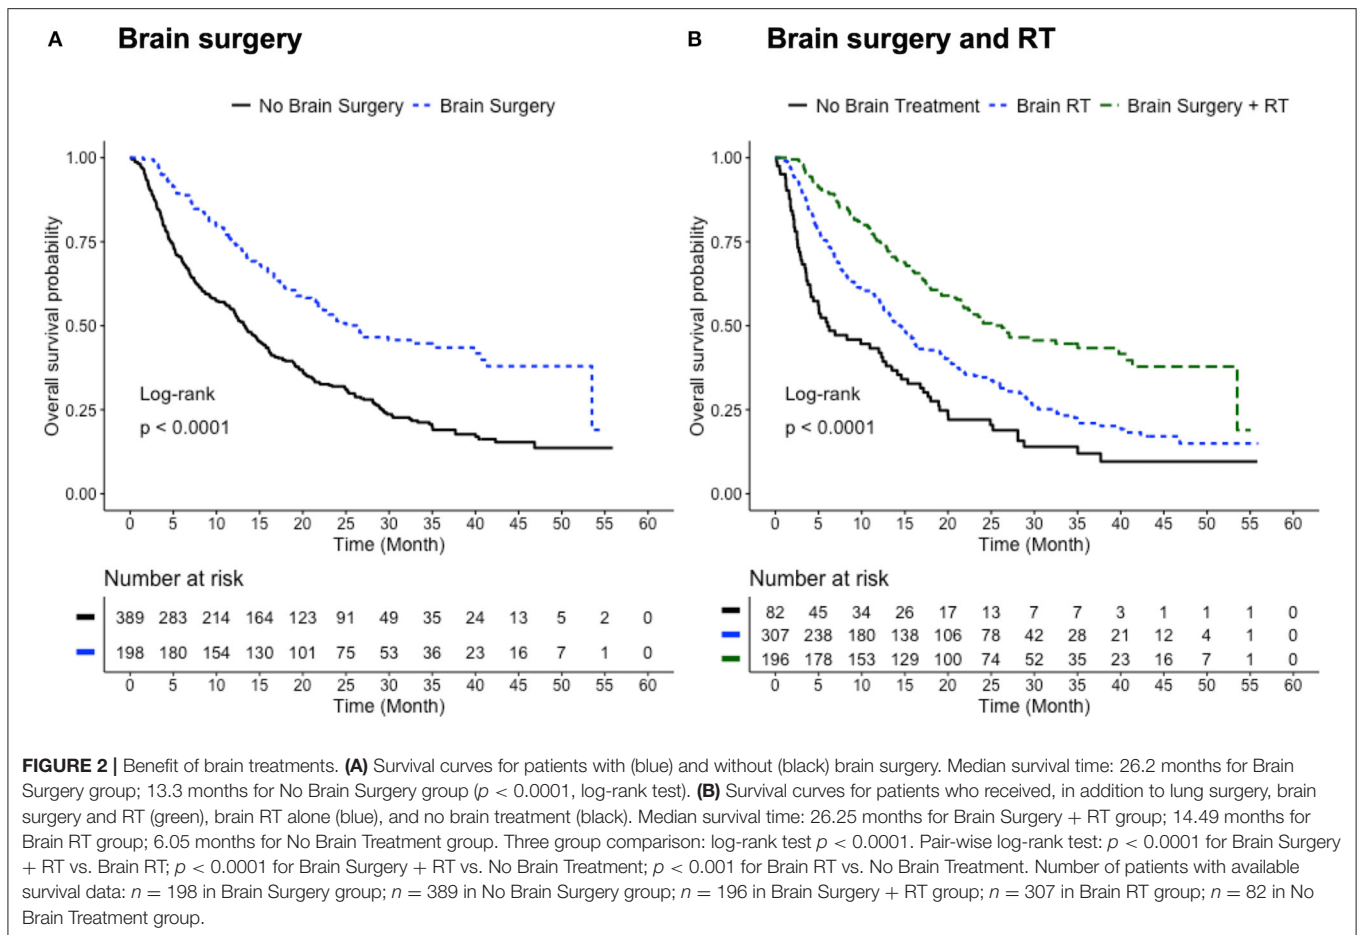 A Brain surgery
No Brain Surgery Brain Surgery
Overall survival probability
1.00
0.75
0.50
0.25
0.00
Log-rank
p < 0.0001
0 5 10 15 20 25 30 35 40 45 50 55 60
Time (Month)
Number at risk
389 283 214 164 123 91 49 35 24 13 5 2 0
198 180 154 130 101 75 53 36 23 16 7 1 0
0 5 10 15 20 25 30 35 40 45 50 55 60
Time (Month)
B Brain surgery and RT
No Brain Treatment Brain RT Brain Surgery + RT
Overall survival probability
1.00
0.75
0.50
0.25
0.00
Log-rank
p < 0.0001
0 5 10 15 20 25 30 35 40 45 50 55 60
Time (Month)
Number at risk
82 45 34 26 17 13 7 7 3 1 1 1 0
307 238 180 138 106 78 42 28 21 12 4 1 0
196 178 153 129 100 74 52 35 23 16 7 1 0
0 5 10 15 20 25 30 35 40 45 50 55 60
Time (Month)
FIGURE 2 | Benefit of brain treatments. (A) Survival curves for patients with (blue) and without (black) brain surgery. Median survival time: 26.2 months for Brain
Surgery group; 13.3 months for No Brain Surgery group (p < 0.0001, log-rank test). (B) Survival curves for patients who received, in addition to lung surgery, brain
surgery and RT (green), brain RT alone (blue), and no brain treatment (black). Median survival time: 26.25 months for Brain Surgery + RT group; 14.49 months for
Brain RT group; 6.05 months for No Brain Treatment group. Three group comparison: log-rank test p < 0.0001. Pair-wise log-rank test: p < 0.0001 for Brain Surgery
+ RT vs. Brain RT; p < 0.0001 for Brain Surgery + RT vs. No Brain Treatment; p < 0.001 for Brain RT vs. No Brain Treatment. Number of patients with available
survival data: n = 198 in Brain Surgery group; n = 389 in No Brain Surgery group; n = 196 in Brain Surgery + RT group; n = 307 in Brain RT group; n = 82 in No
Brain Treatment group.